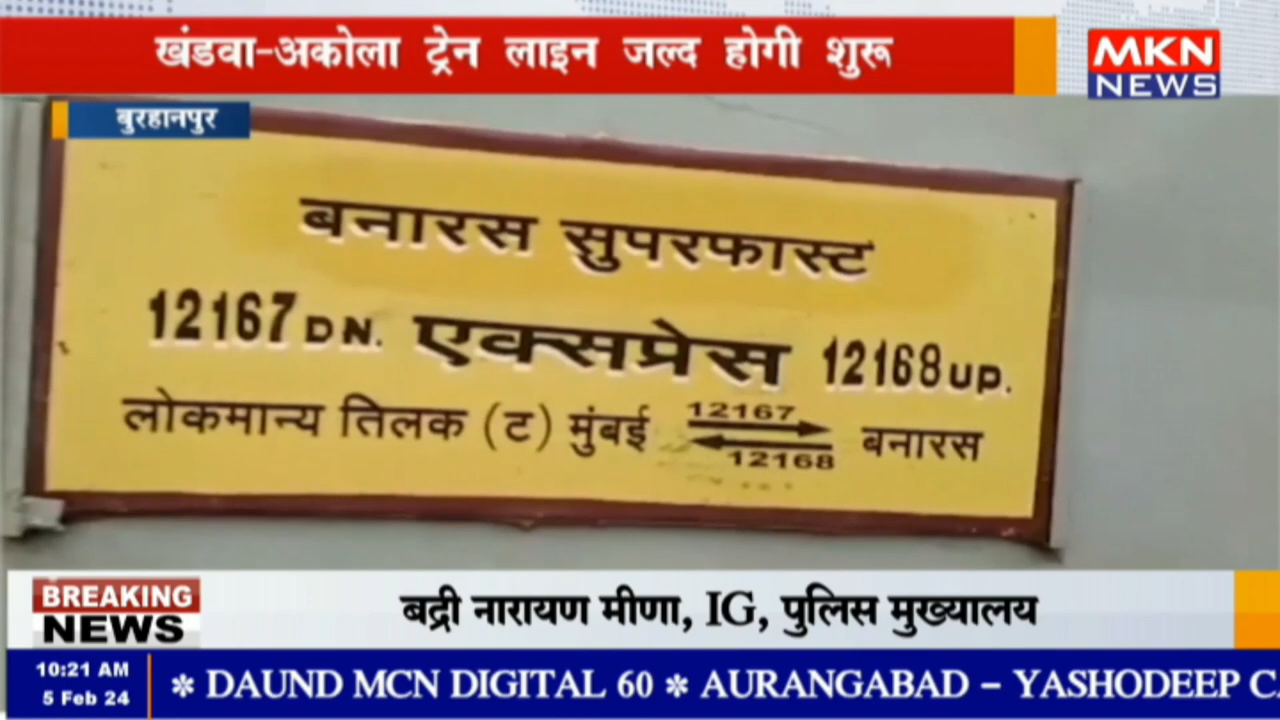 खंडवा-अकोला ट्रेन लाइन जल्द होगी शुरू
MKN
NEWS
बुरहानपुर
बनारस सुपरफास्ट
12167 DN. एक्सप्रेस 12168 UP.
लोकमान्य तिलक (ट) मुंबई 12167 12168 बनारस
BREAKING
NEWS
बद्री नारायण मीणा, IG, पुलिस मुख्यालय
10:21 AM
5 Feb 24
* DAUND MCN DIGITAL 60 * AURANGABAD – YASHODEEP